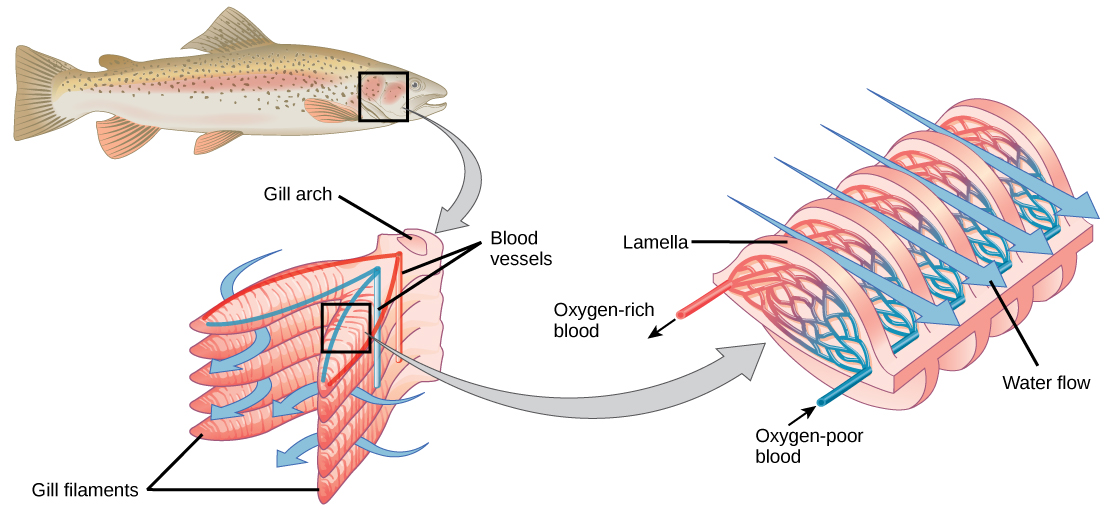 Gill arch
Blood
vessels
Gill filaments
Lamella
Oxygen-rich
blood
Water flow
Oxygen-poor
blood